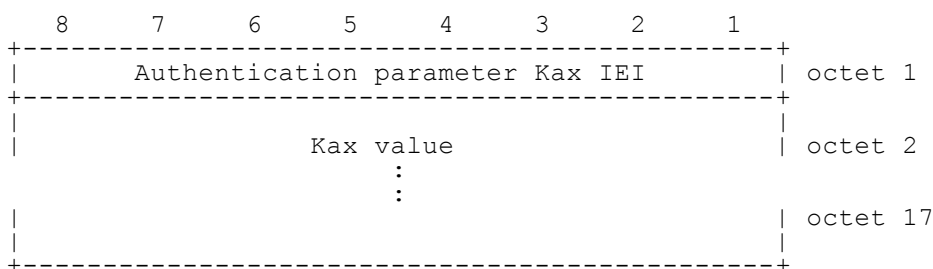 8 7 6 5 4 3 2 1
Authentication parameter Kax IEI octet 1
Kax value octet 2
:
:
octet 17